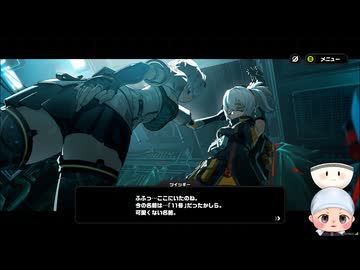 メニュー
ツイッギー
ふふっ…ここにいたのね。
今の名前は…「11号」だったかしら。
可愛くない名前。